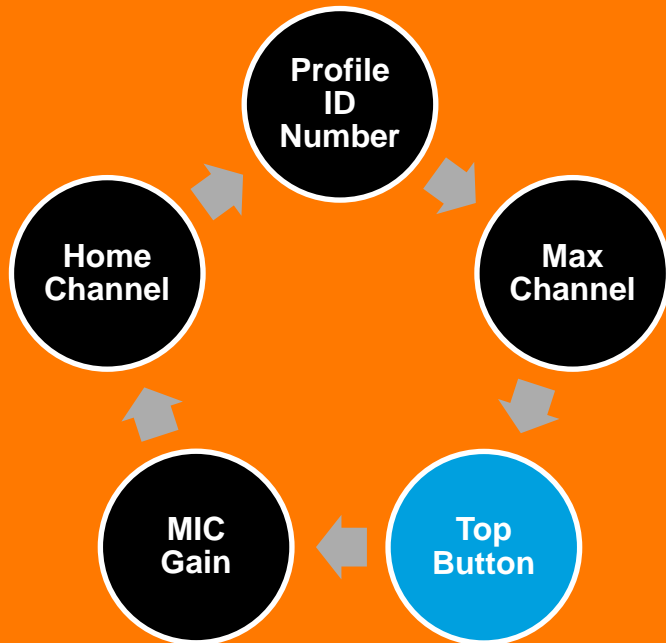 Profile
ID
Number
Max
Channel
Top
Button
MIC
Gain
Home
Channel